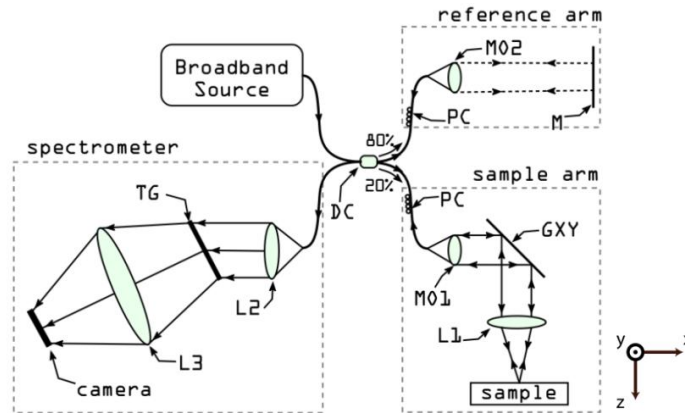 reference arm
MO2
Broadband
Source
PC
M
80%
20%
DC
spectrometer
TG
sample arm
PC
GXY
MO1
L2
L1
L3
camera
sample
y
z